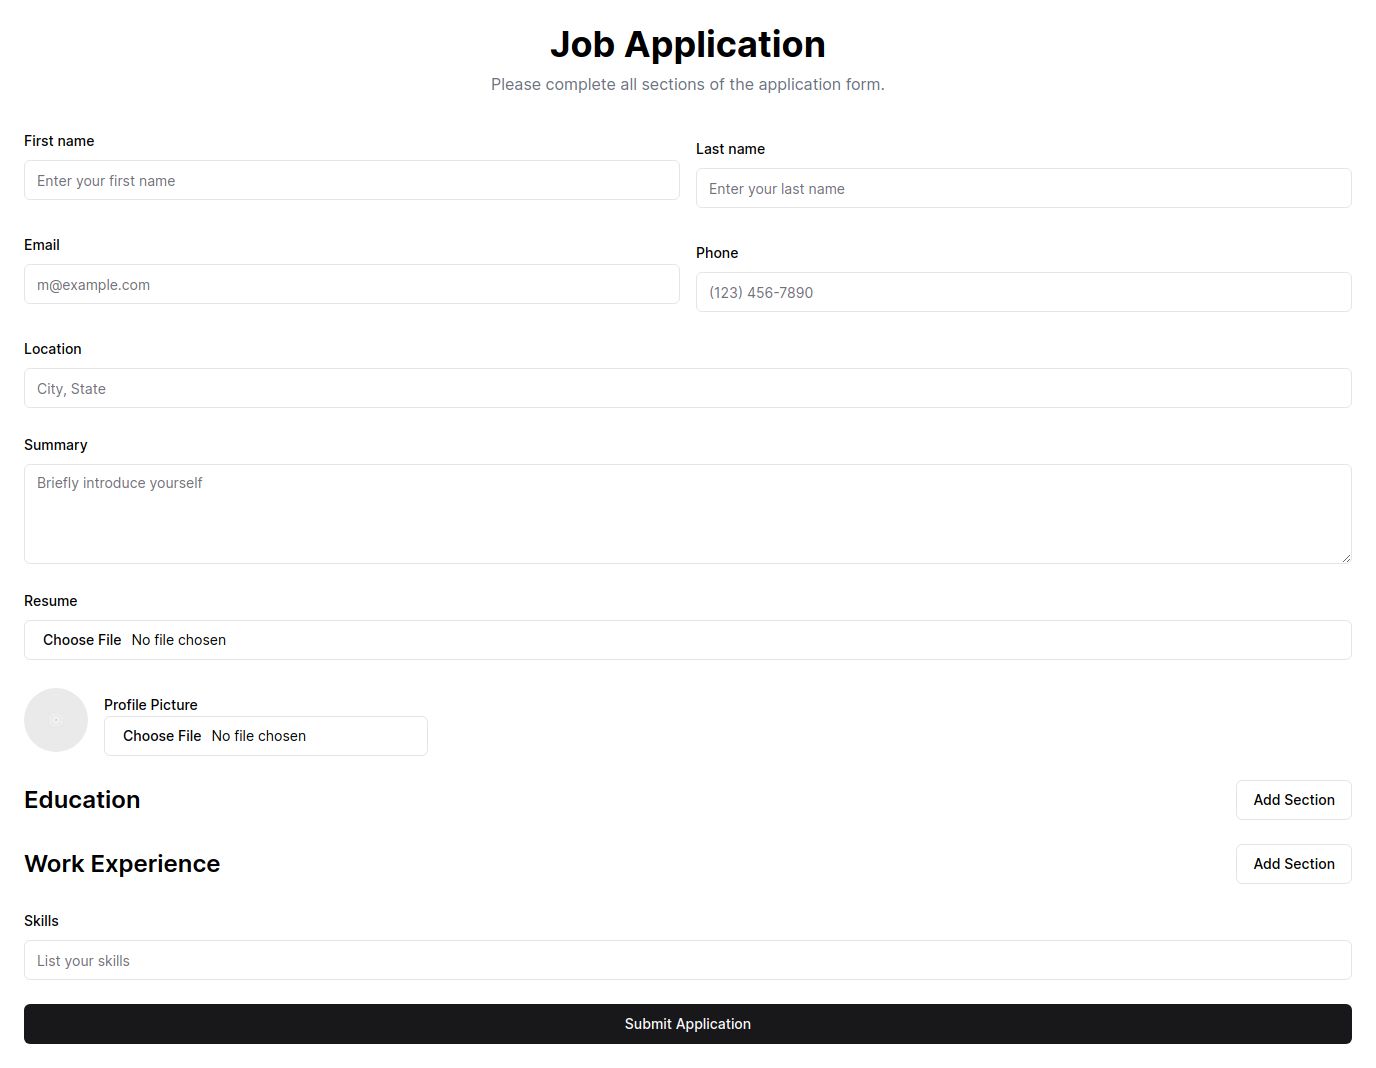 Job Application
Please complete all sections of the application form.
First name
Enter your first name
Last name
Enter your last name
Email
m@example.com
Phone
(123) 456-7890
Location
City, State
Summary
Briefly introduce yourself
Resume
Choose File No file chosen
Profile Picture
Choose File No file chosen
Education
Add Section
Work Experience
Add Section
Skills
List your skills
Submit Application